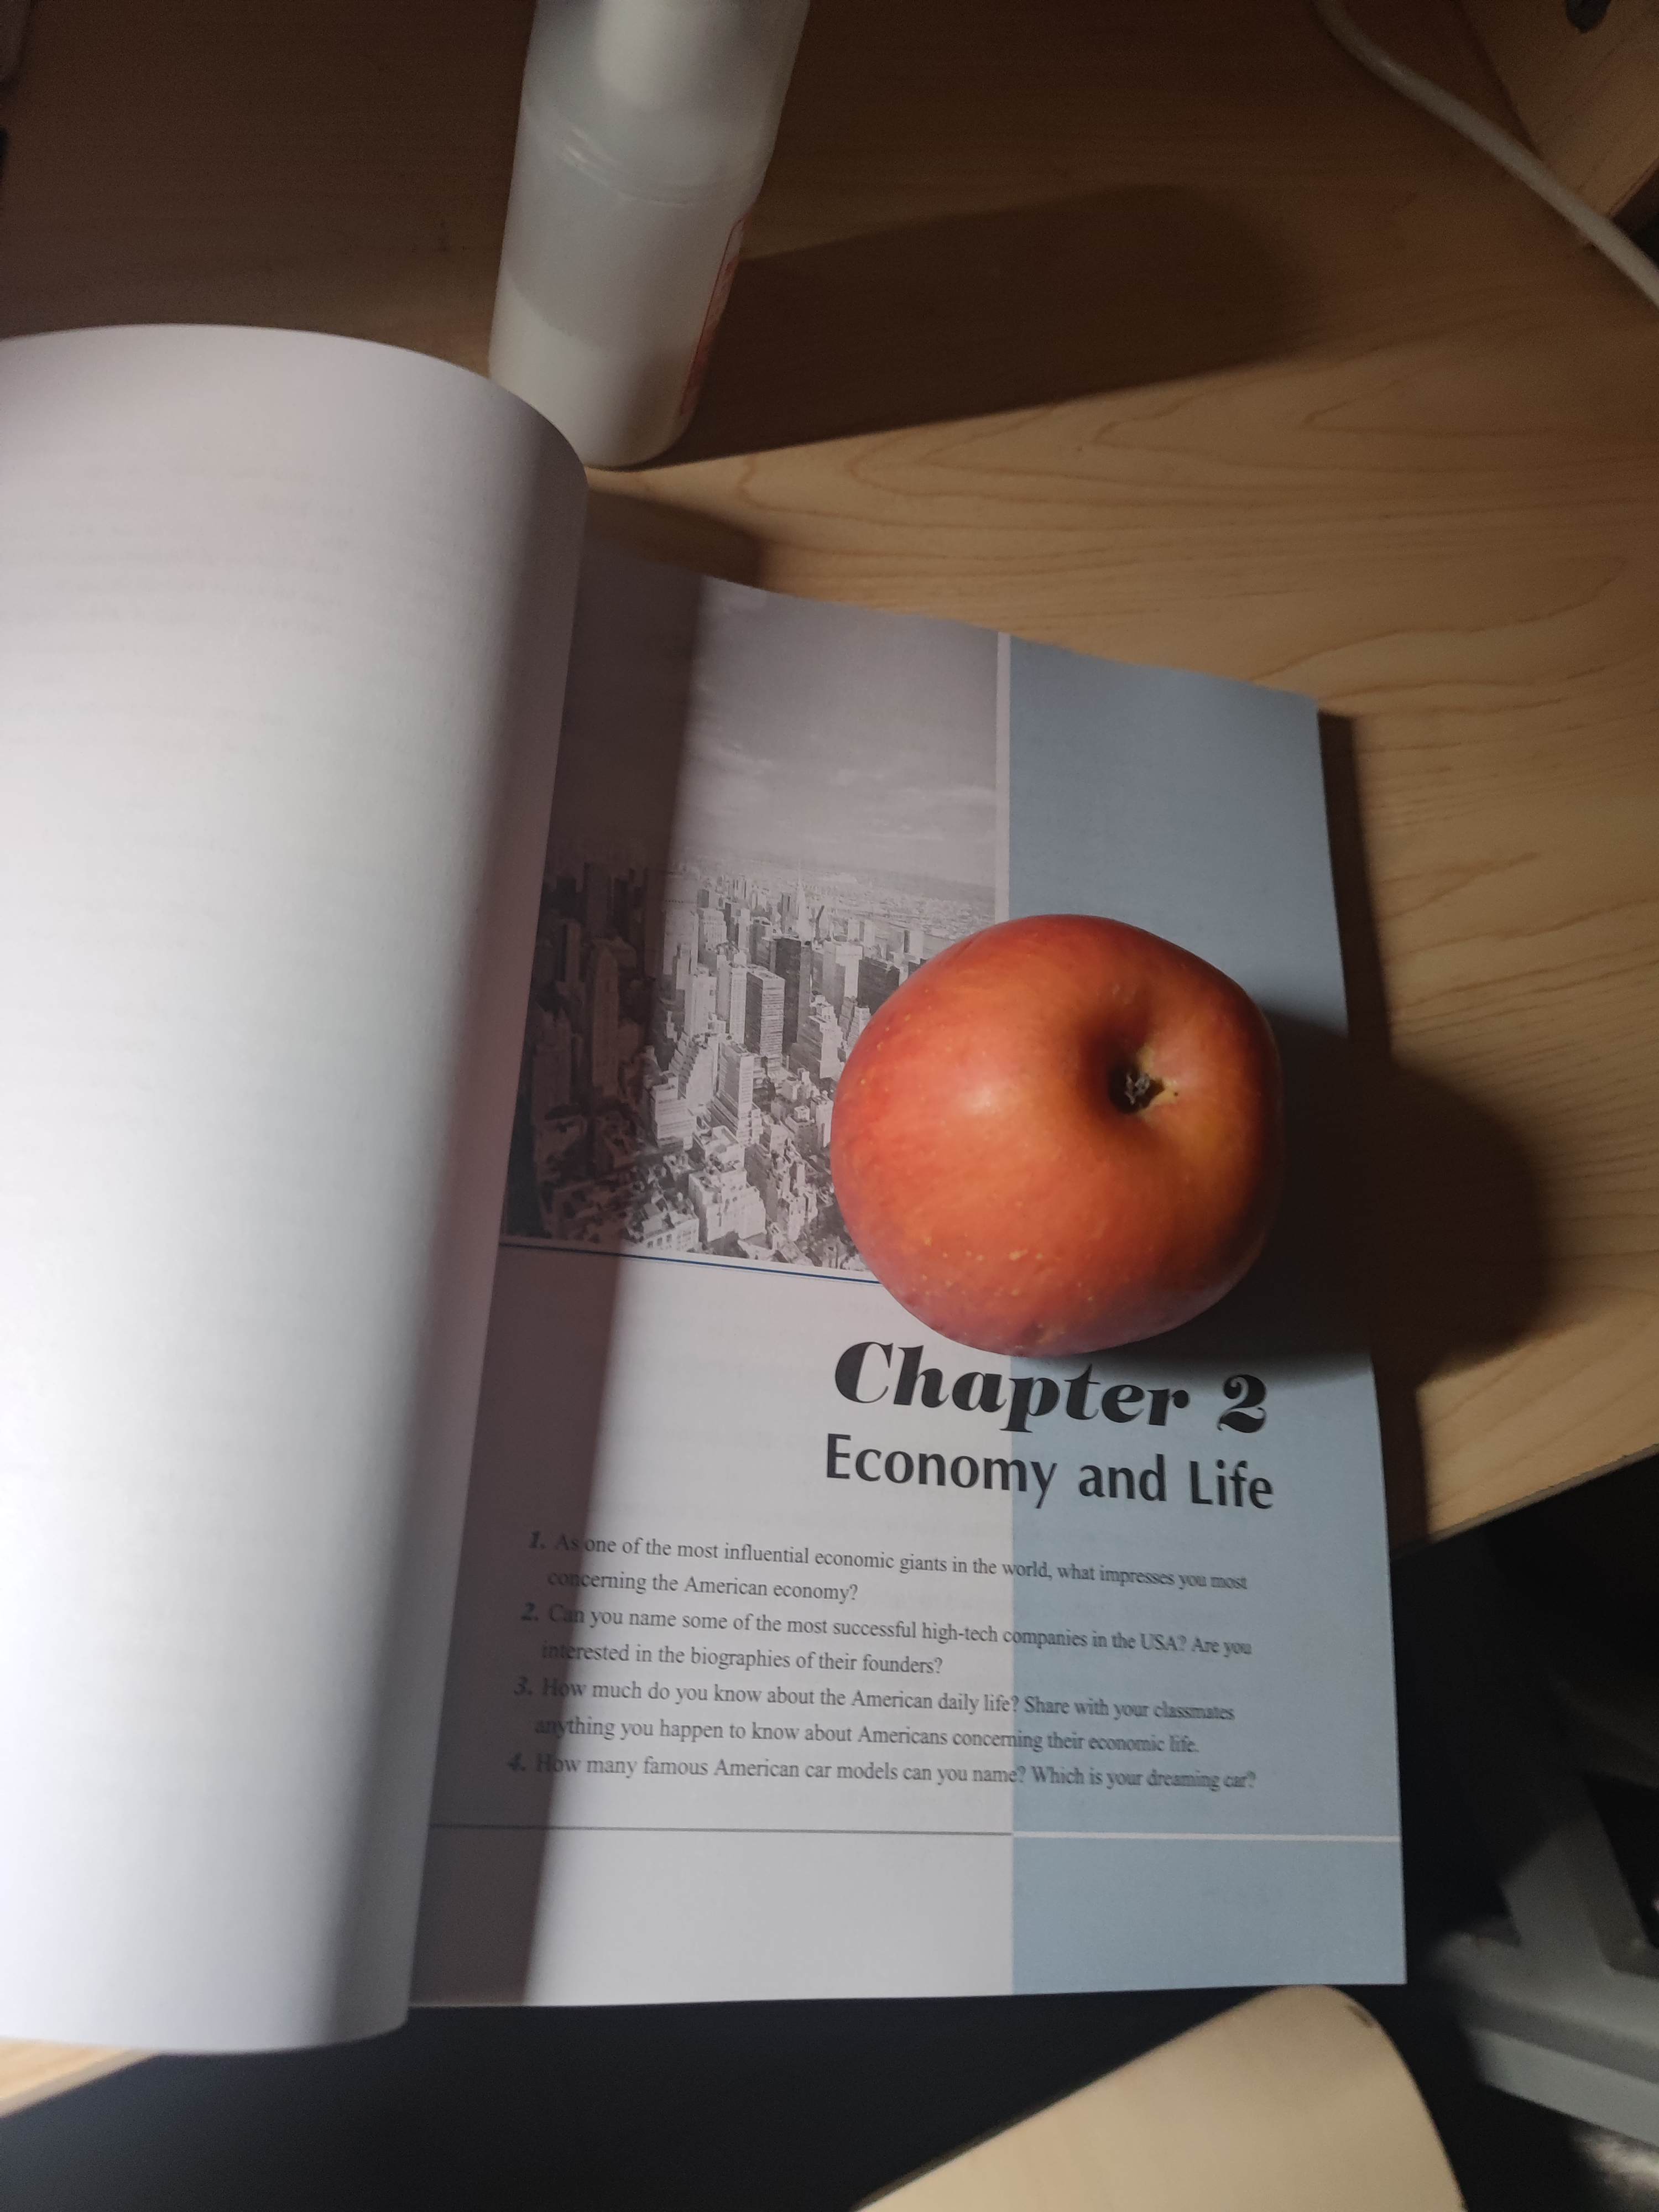 Chapter 2
Economy and Life
1. As one of the most influential economic giants in the world, what impresses you most
concerning the American economy?
2. Can you name some of the most successful high-tech companies in the USA? Are you
interested in the biographies of their founders?
3. How much do you know about the American daily life? Share with your classmates
anything you happen to know about Americans concerning their economic life.
4. How many famous American car models can you name? Which is your dreaming car?